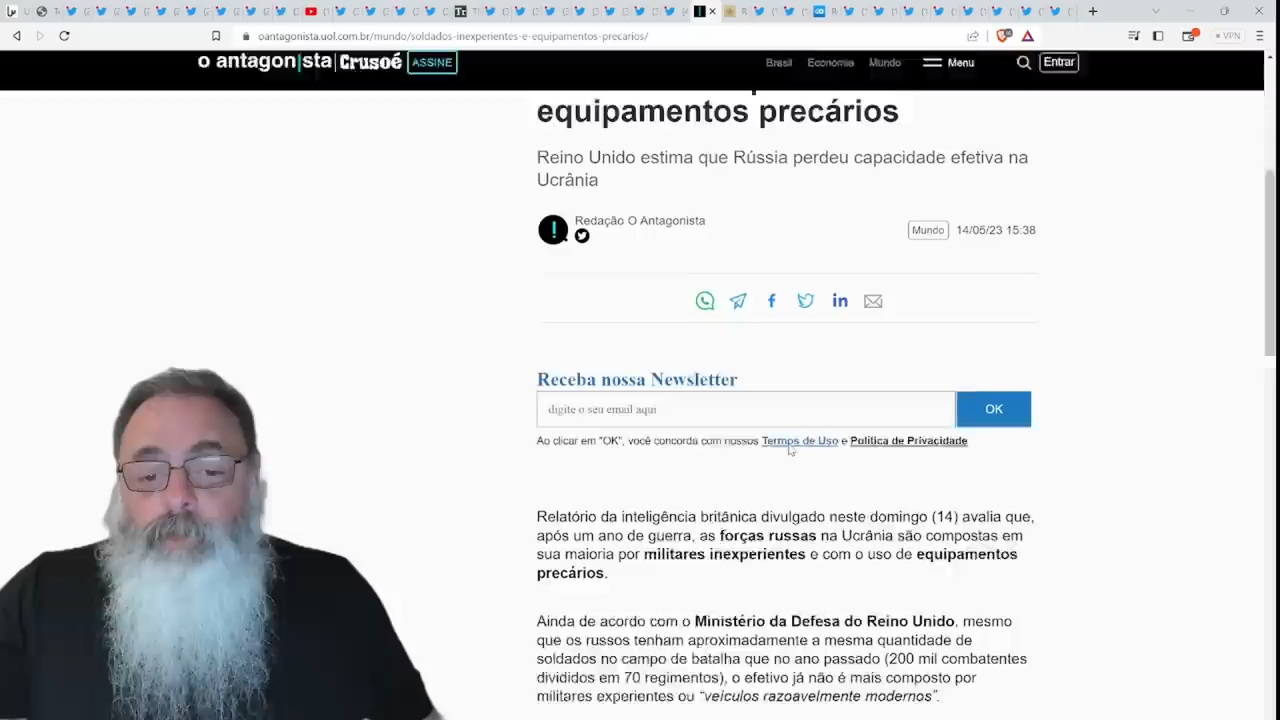 oantagonista.uol.com.br/mundo/soldados-inexperientes-e-equipamentos-precarios/
VPN
o antagonista Crusoé ASSINE
Brasil Economia Mundo Menu Entrar
equipamentos precários
Reino Unido estima que Rússia perdeu capacidade efetiva na
Ucrânia
Redação O Antagonista
Mundo 14/05/23 15:38
Receba nossa Newsletter
digite o seu email aqui OK
Ao clicar em "OK", você concorda com nossos Termos de Uso e Política de Privacidade
Relatório da inteligência britânica divulgado neste domingo (14) avalia que,
após um ano de guerra, as forças russas na Ucrânia são compostas em
sua maioria por militares inexperientes e com o uso de equipamentos
precários.
Ainda de acordo com o Ministério da Defesa do Reino Unido, mesmo
que os russos tenham aproximadamente a mesma quantidade de
soldados no campo de batalha que no ano passado (200 mil combatentes
divididos em 70 regimentos), o efetivo já não é mais composto por
militares experientes ou “veículos razoavelmente modernos”.